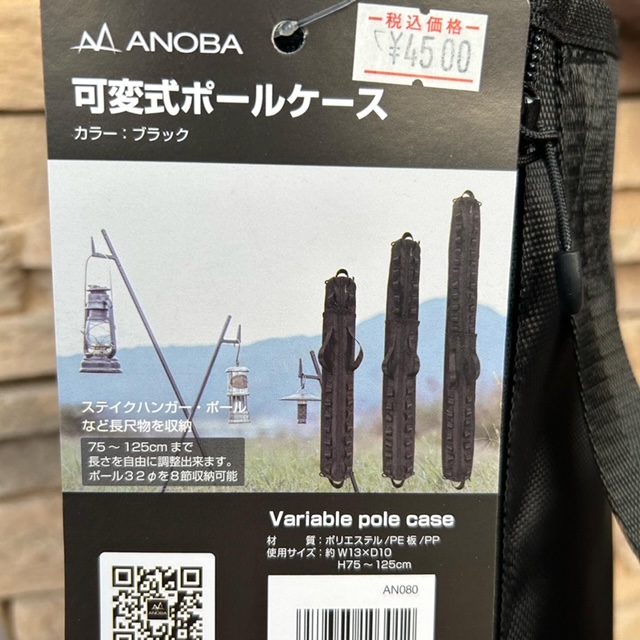 税込価格
¥4500
ANOBA
可変式ポールケース
カラー：ブラック
ステイクハンガー・ポール
など長尺物を収納
75～125cmまで
長さを自由に調整出来ます。
ポール32φを8節収納可能
Variable pole case
材　質：ポリエステル/PE板/PP
使用サイズ：約W13×D10
H75～125cm
AN080
ANOBA